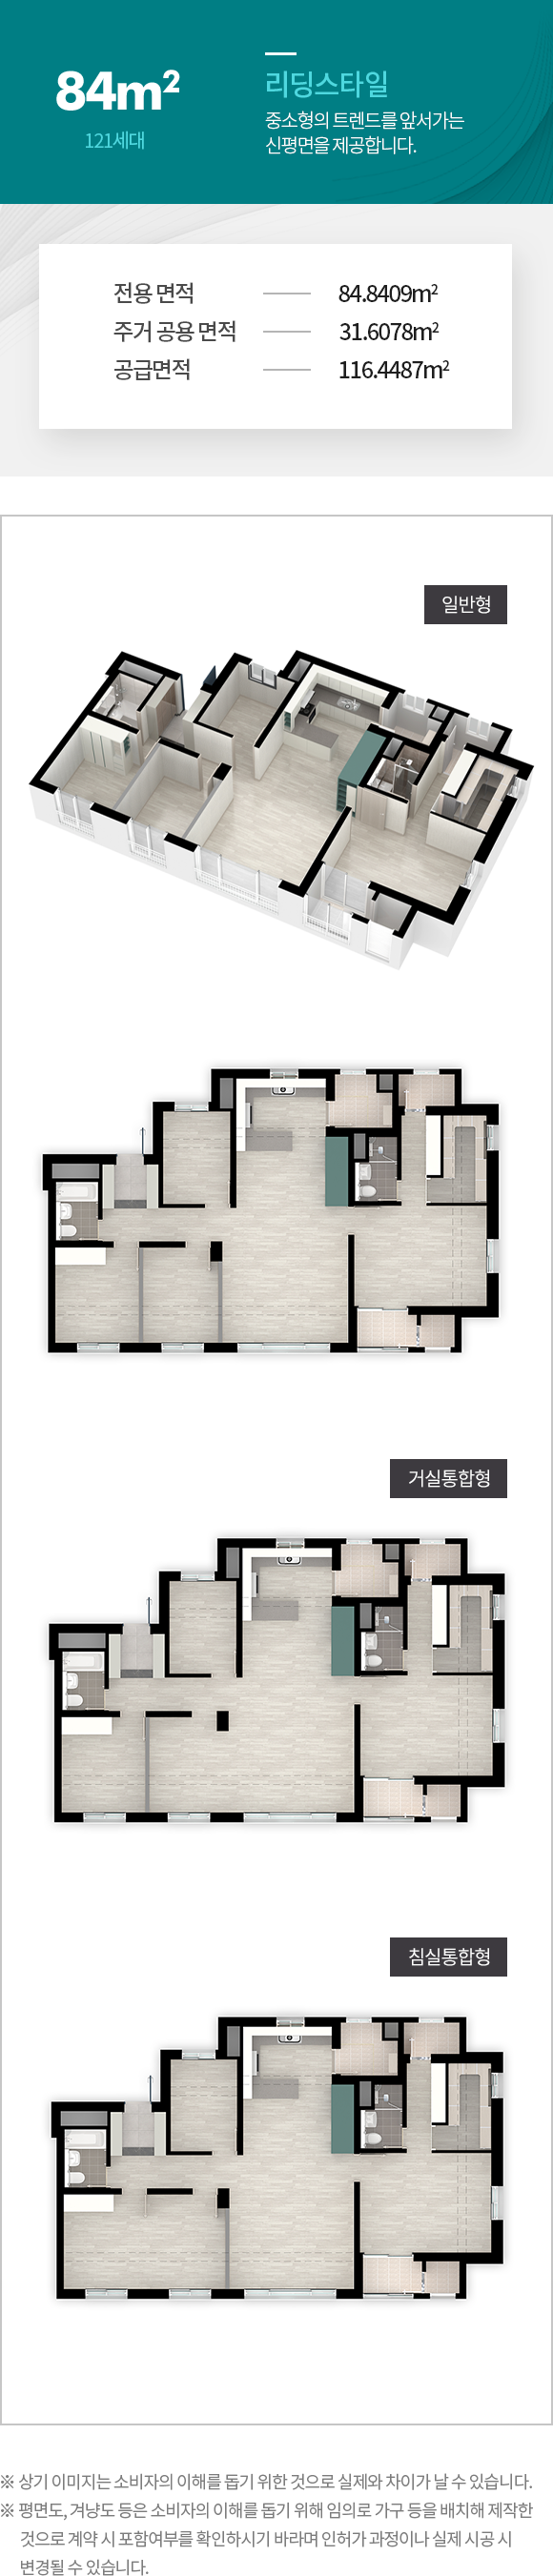 84m²
121세대
리딩스타일
중소형의 트렌드를 앞서가는
신평면을 제공합니다.
전용 면적 84.8409m²
주거 공용 면적 31.6078m²
공급면적 116.4487m²
일반형
거실통합형
침실통합형
※ 상기 이미지는 소비자의 이해를 돕기 위한 것으로 실제와 차이가 날 수 있습니다.
※ 평면도, 겨냥도 등은 소비자의 이해를 돕기 위해 임의로 가구 등을 배치해 제작한
것으로 계약 시 포함여부를 확인하시기 바라며 인허가 과정이나 실제 시공 시
변경될 수 있습니다.